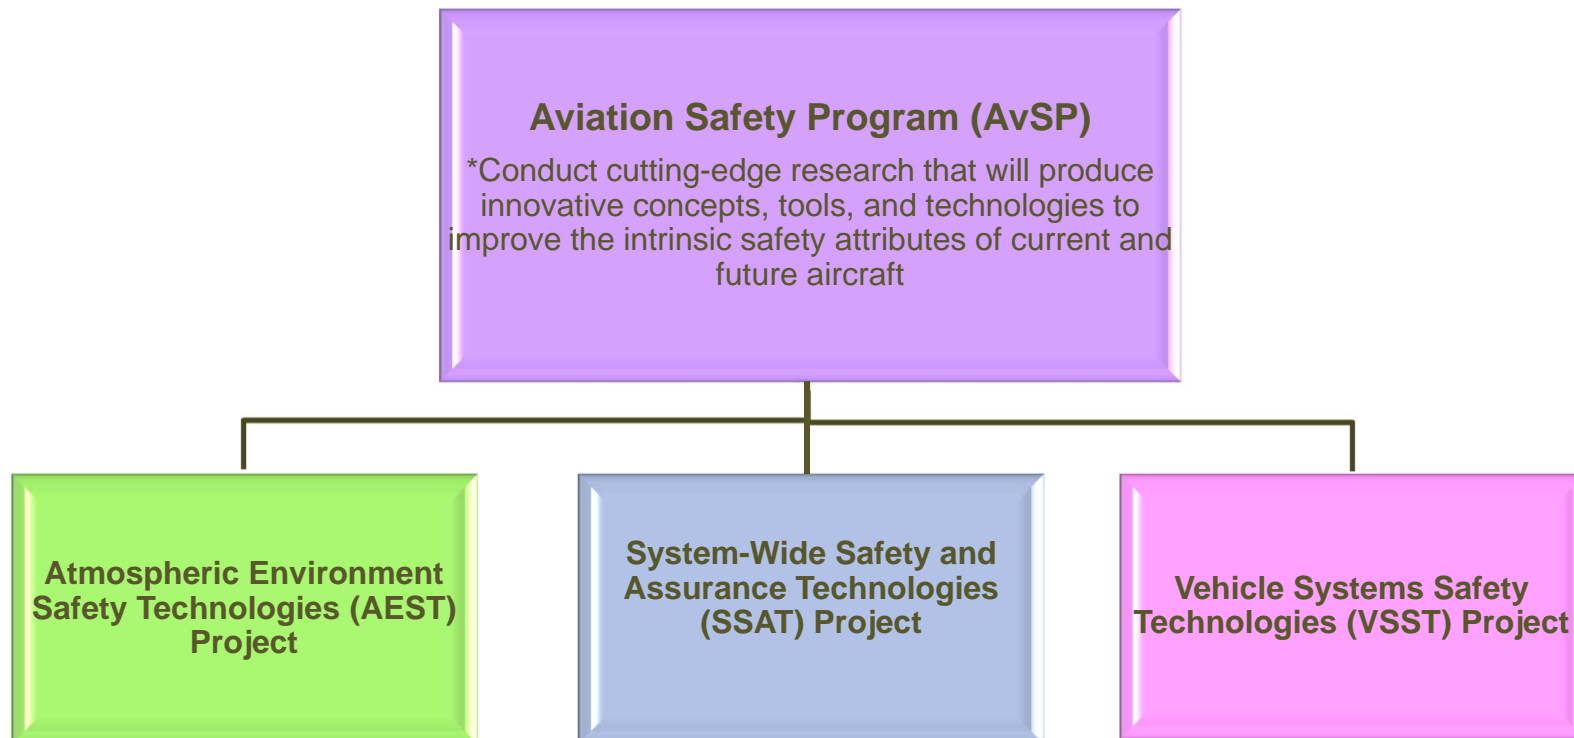 Aviation Safety Program (AvSP)
*Conduct cutting-edge research that will produce
innovative concepts, tools, and technologies to
improve the intrinsic safety attributes of current and
future aircraft
Atmospheric Environment
Safety Technologies (AEST)
Project
System-Wide Safety and
Assurance Technologies
(SSAT) Project
Vehicle Systems Safety
Technologies (VSST) Project